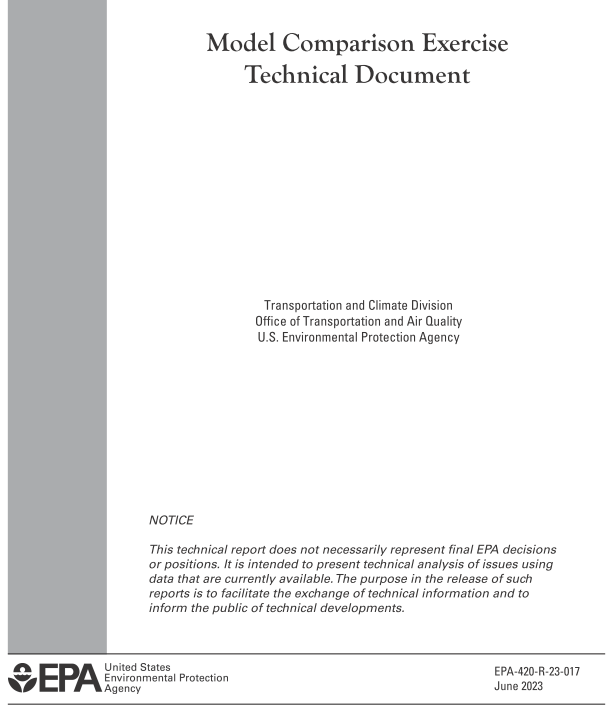 Model Comparison Exercise
Technical Document
Transportation and Climate Division
Office of Transportation and Air Quality
U.S. Environmental Protection Agency
NOTICE
This technical report does not necessarily represent final EPA decisions
or positions. It is intended to present technical analysis of issues using
data that are currently available. The purpose in the release of such
reports is to facilitate the exchange of technical information and to
inform the public of technical developments.
EPA
United States
Environmental Protection
Agency
EPA-420-R-23-017
June 2023